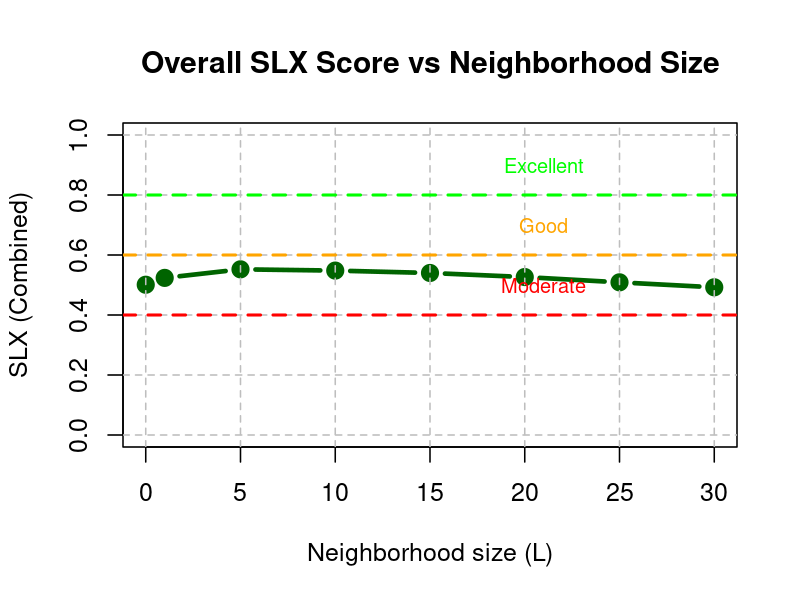 Overall SLX Score vs Neighborhood Size
SLX (Combined)
1.0
0.8
0.6
0.4
0.2
0.0
Excellent
Good
Moderate
0 5 10 15 20 25 30
Neighborhood size (L)